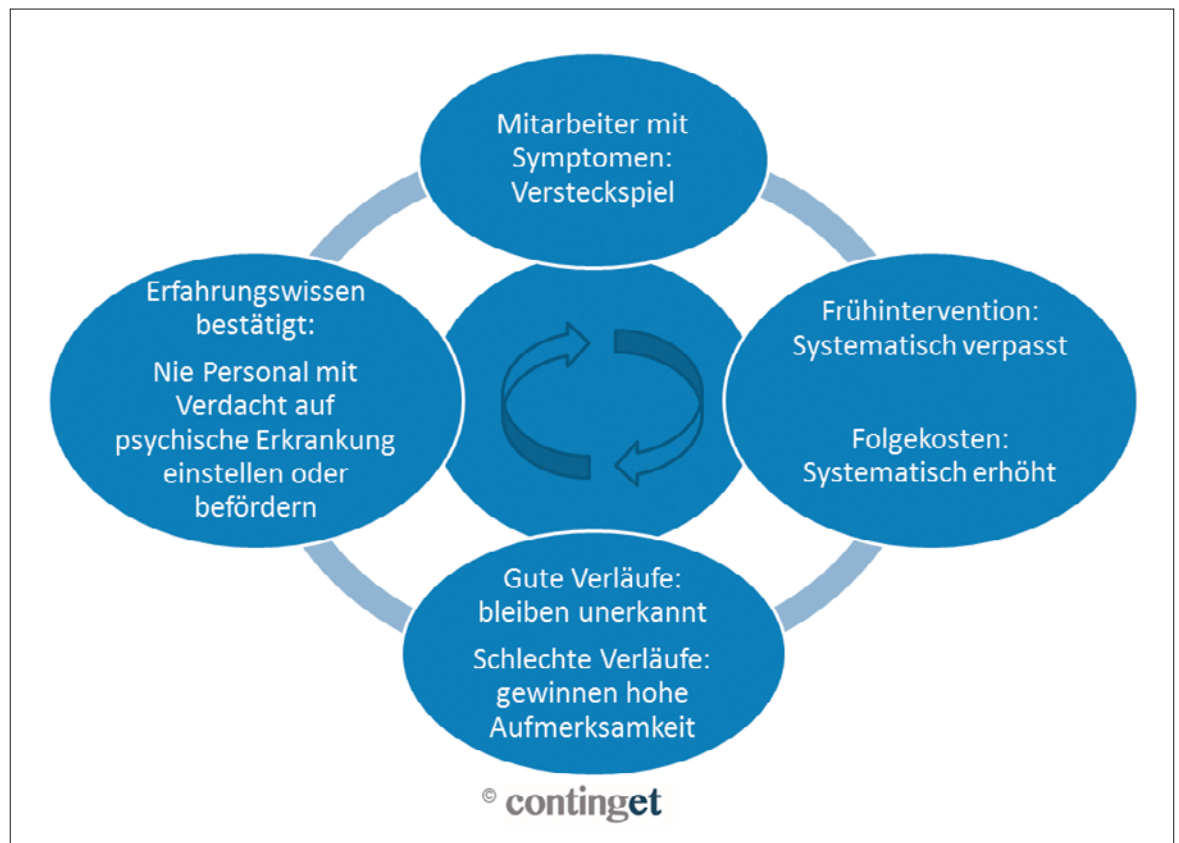 Mitarbeiter mit
Symptomen:
Versteckspiel
Frühintervention:
Systematisch verpasst
Folgekosten:
Systematisch erhöht
Gute Verläufe:
bleiben unerkannt
Schlechte Verläufe:
gewinnen hohe
Aufmerksamkeit
Erfahrungswissen
bestätigt:
Nie Personal mit
Verdacht auf
psychische Erkrankung
einstellen oder
befördern
© continget